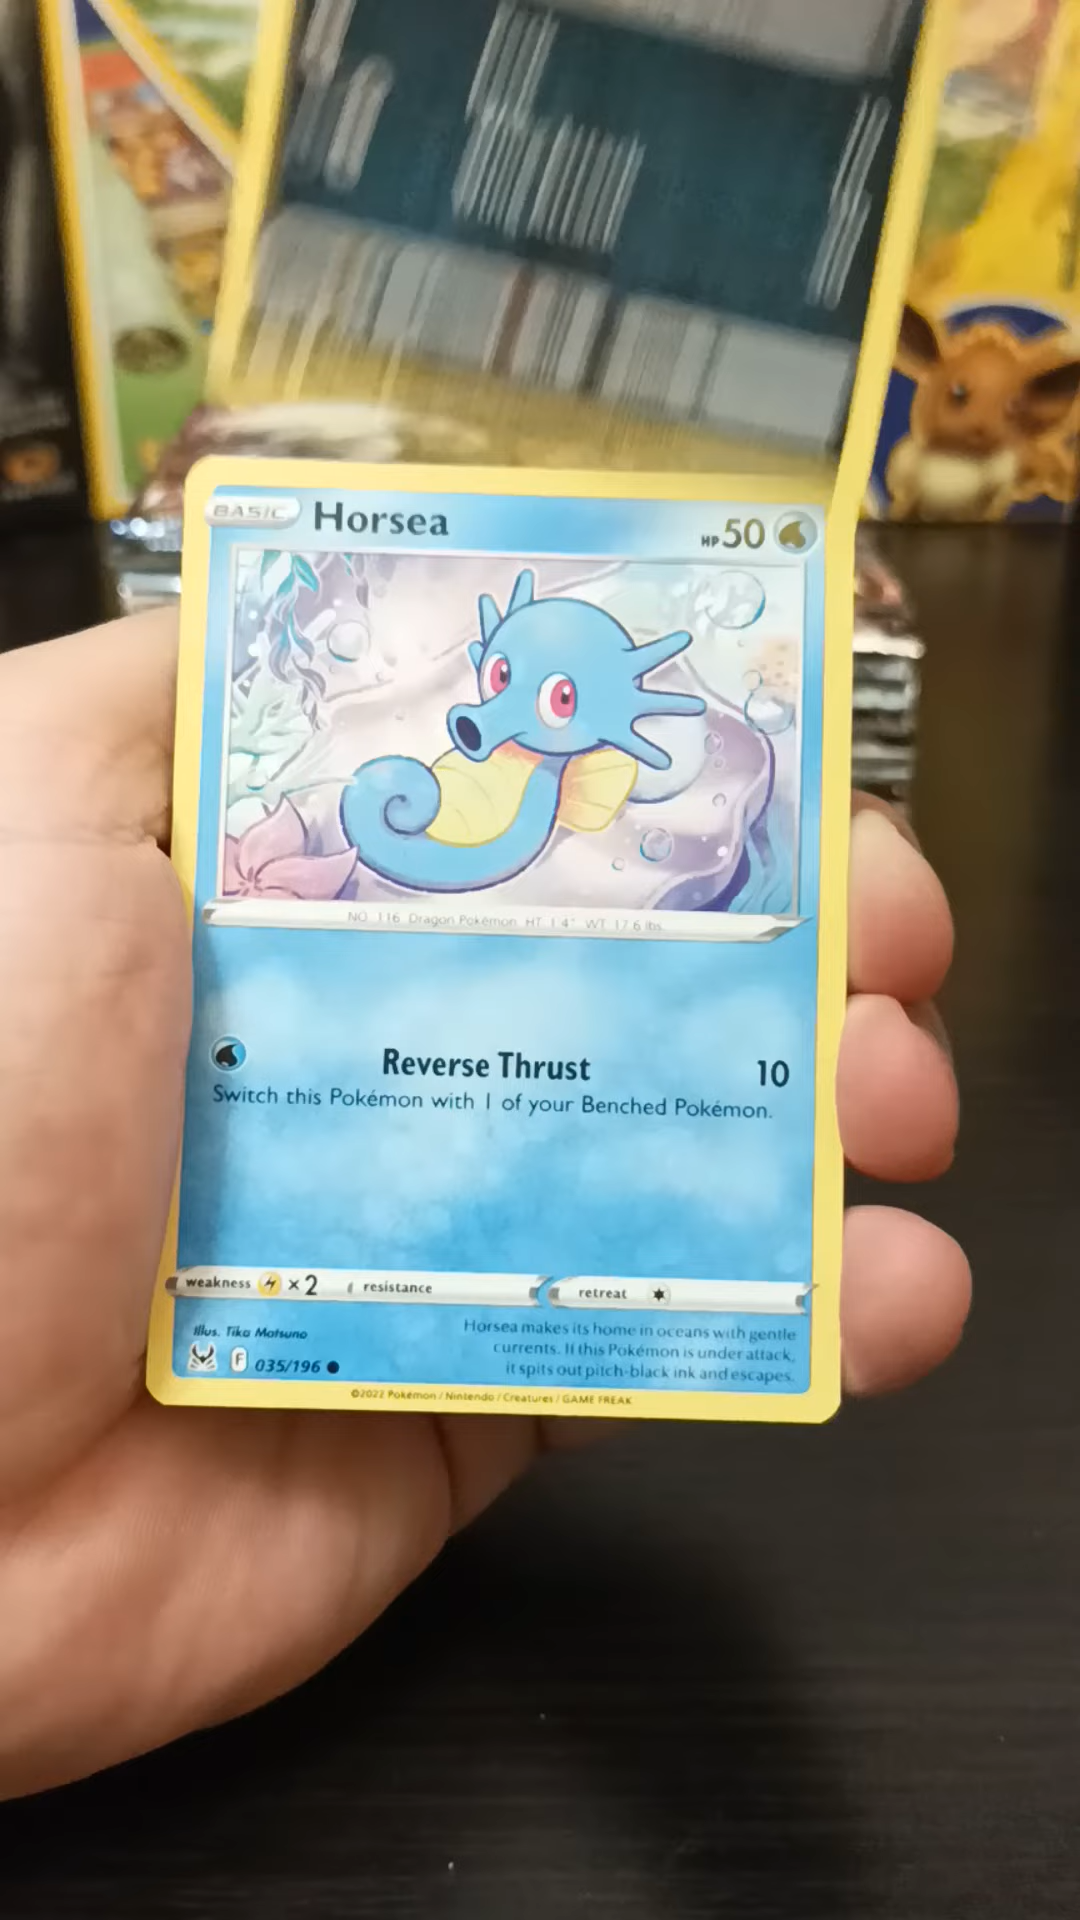 BASIC Horsea HP 50
NO. 116 Dragon Pokémon HT 1'4" WT 17.6 lbs.
Reverse Thrust 10
Switch this Pokémon with 1 of your Benched Pokémon.
weakness ×2 resistance retreat
Illus. Tika Matsuno
Horsea makes its home in oceans with gentle
currents. If this Pokémon is under attack,
it spits out pitch-black ink and escapes.
F 035/196
©2022 Pokémon / Nintendo / Creatures / GAME FREAK